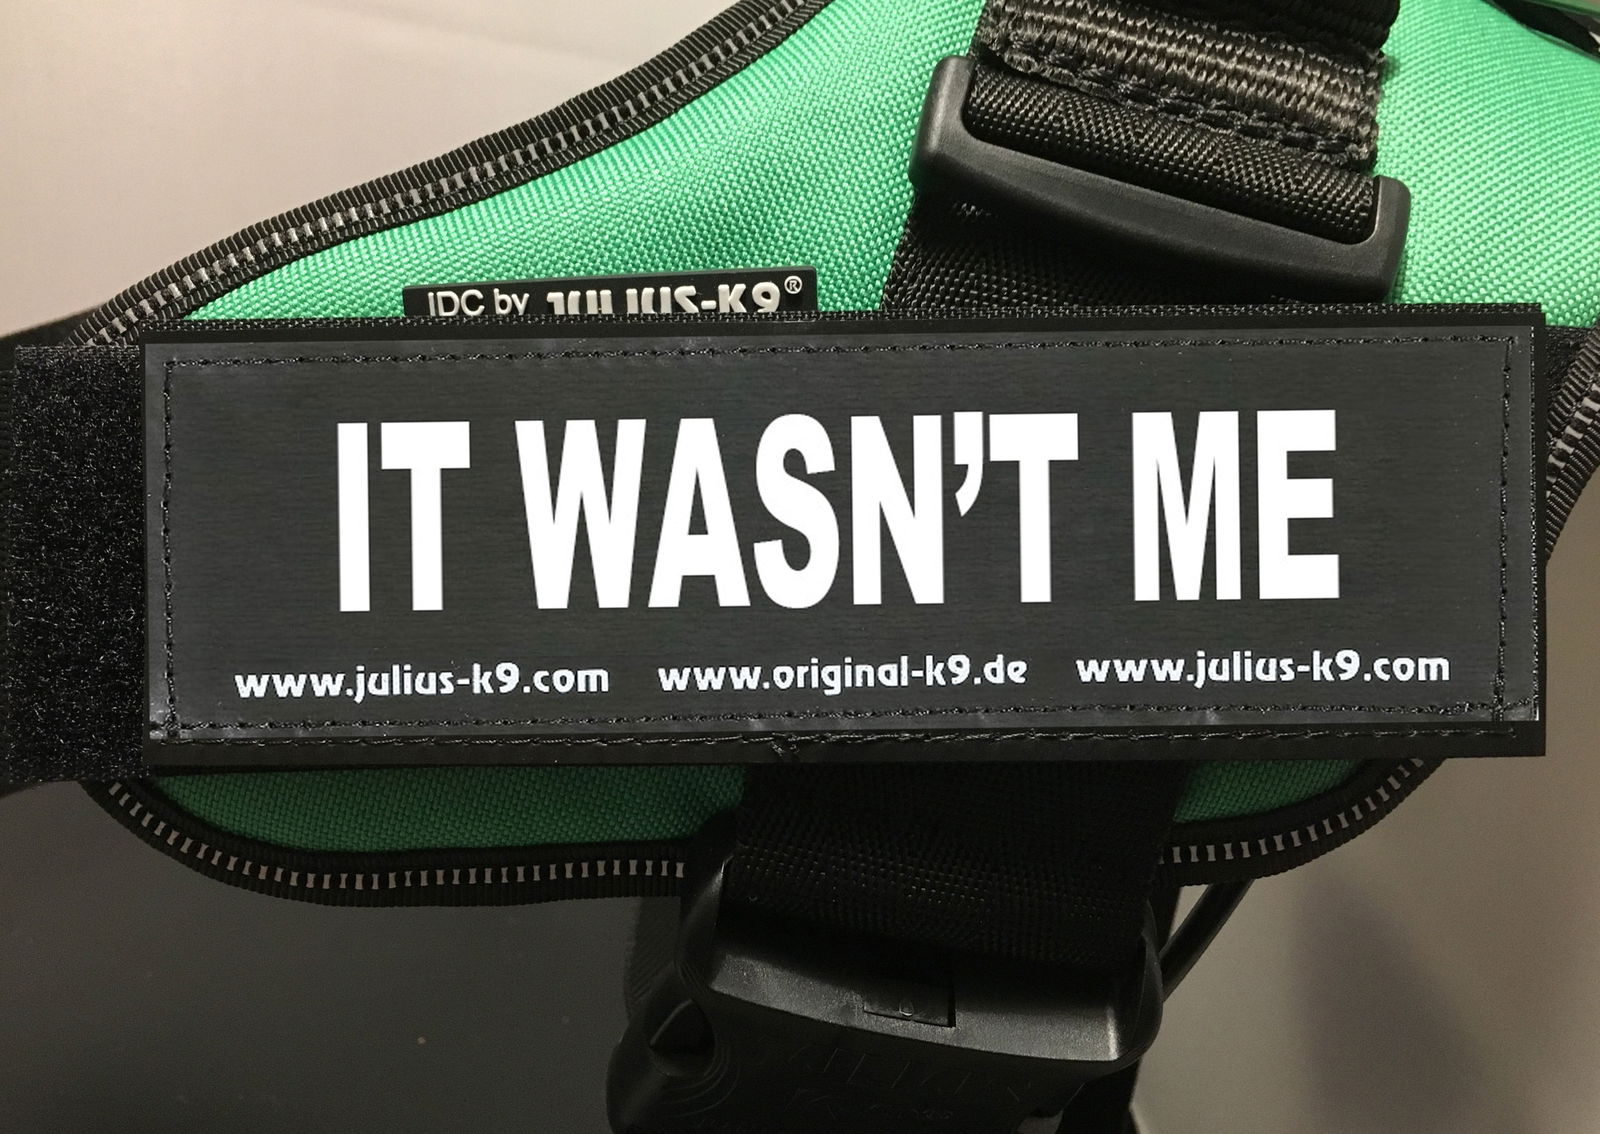 IDC by JULIUS-K9®
IT WASN'T ME
www.julius-k9.com www.original-k9.de www.julius-k9.com